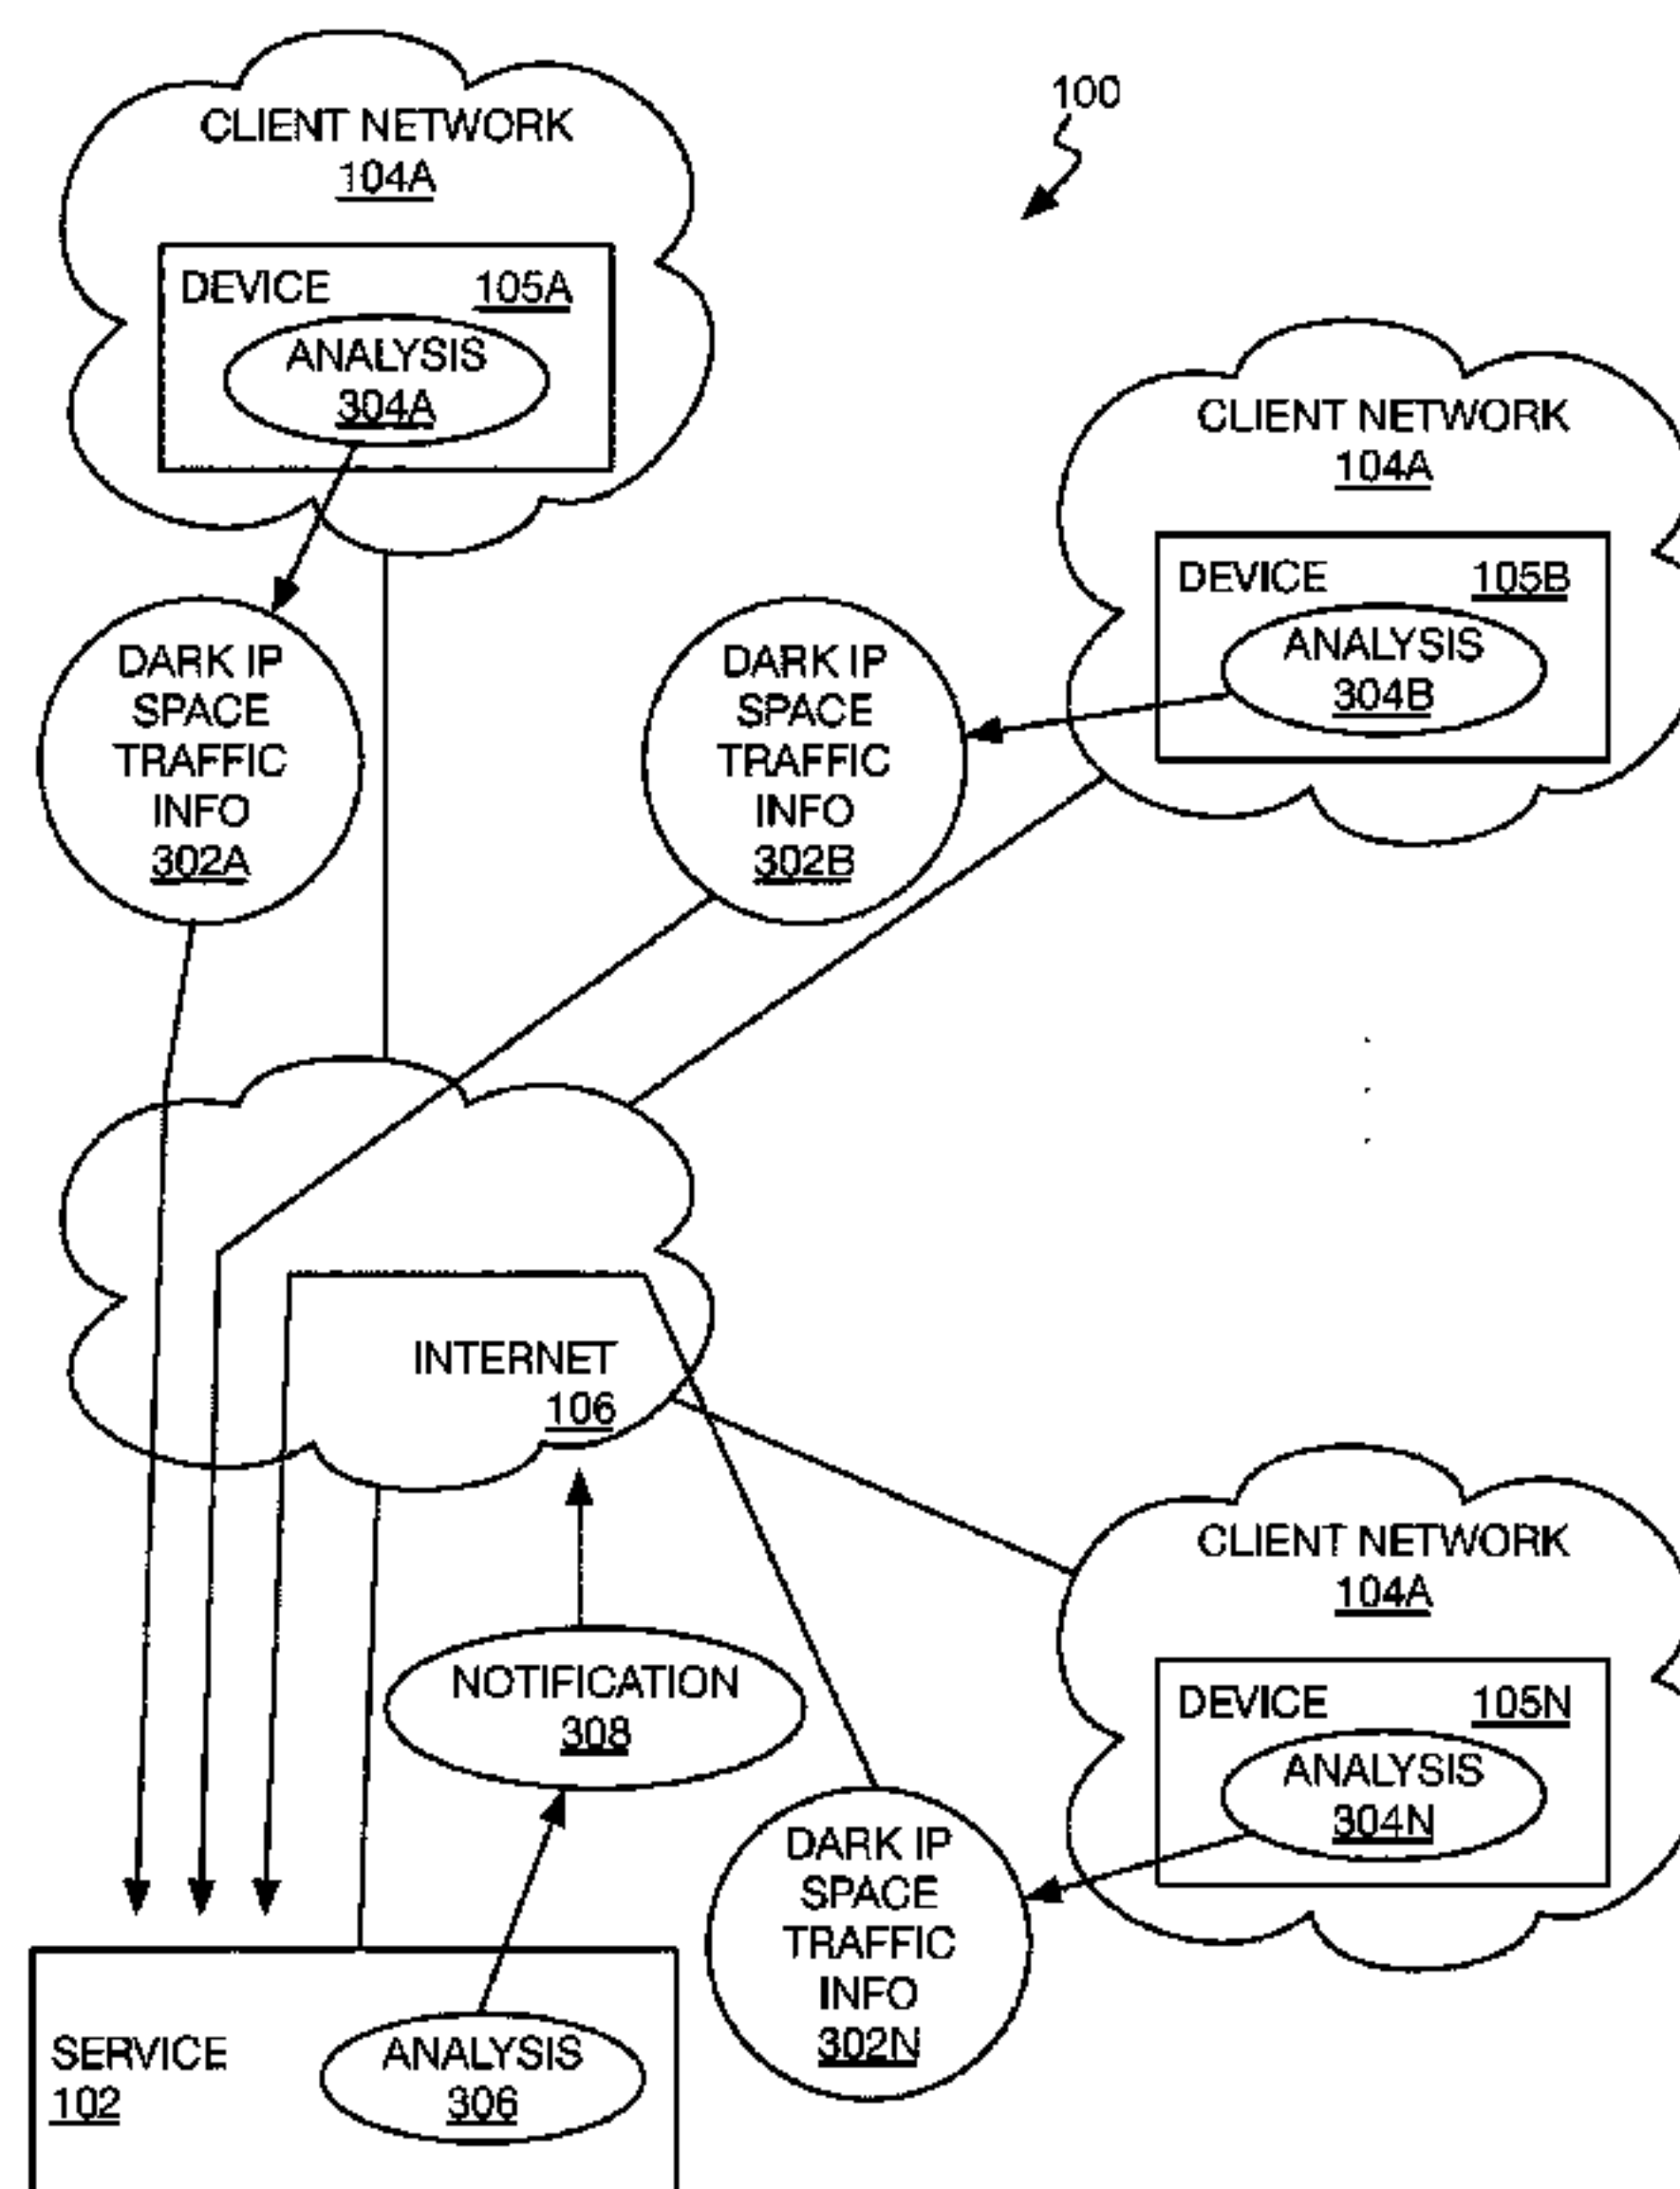 CLIENT NETWORK
104A
DEVICE 105A
ANALYSIS
304A
100
CLIENT NETWORK
104A
DEVICE 105B
ANALYSIS
304B
DARK IP
SPACE
TRAFFIC
INFO
302A
DARK IP
SPACE
TRAFFIC
INFO
302B
INTERNET
106
CLIENT NETWORK
104A
DEVICE 105N
ANALYSIS
304N
NOTIFICATION
308
DARK IP
SPACE
TRAFFIC
INFO
302N
SERVICE
102
ANALYSIS
306